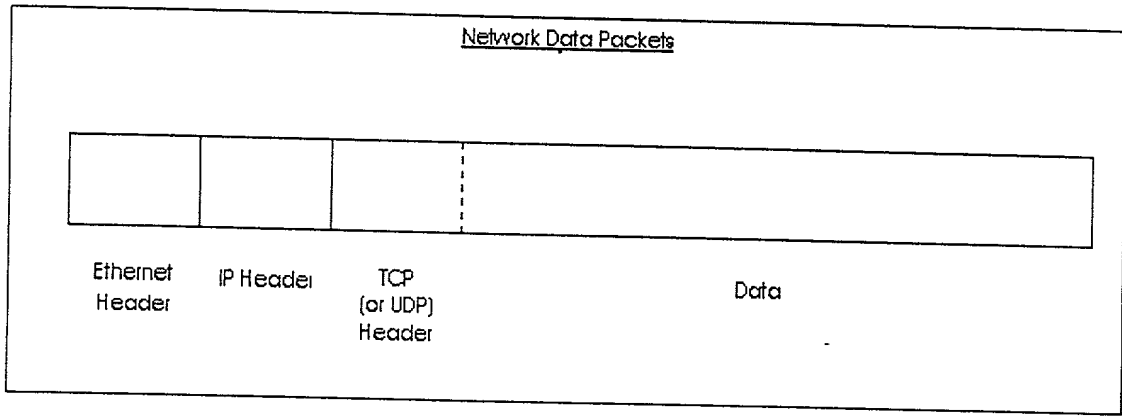 Network Data Packets
Ethernet
Header
IP Header
TCP
(or UDP)
Header
Data